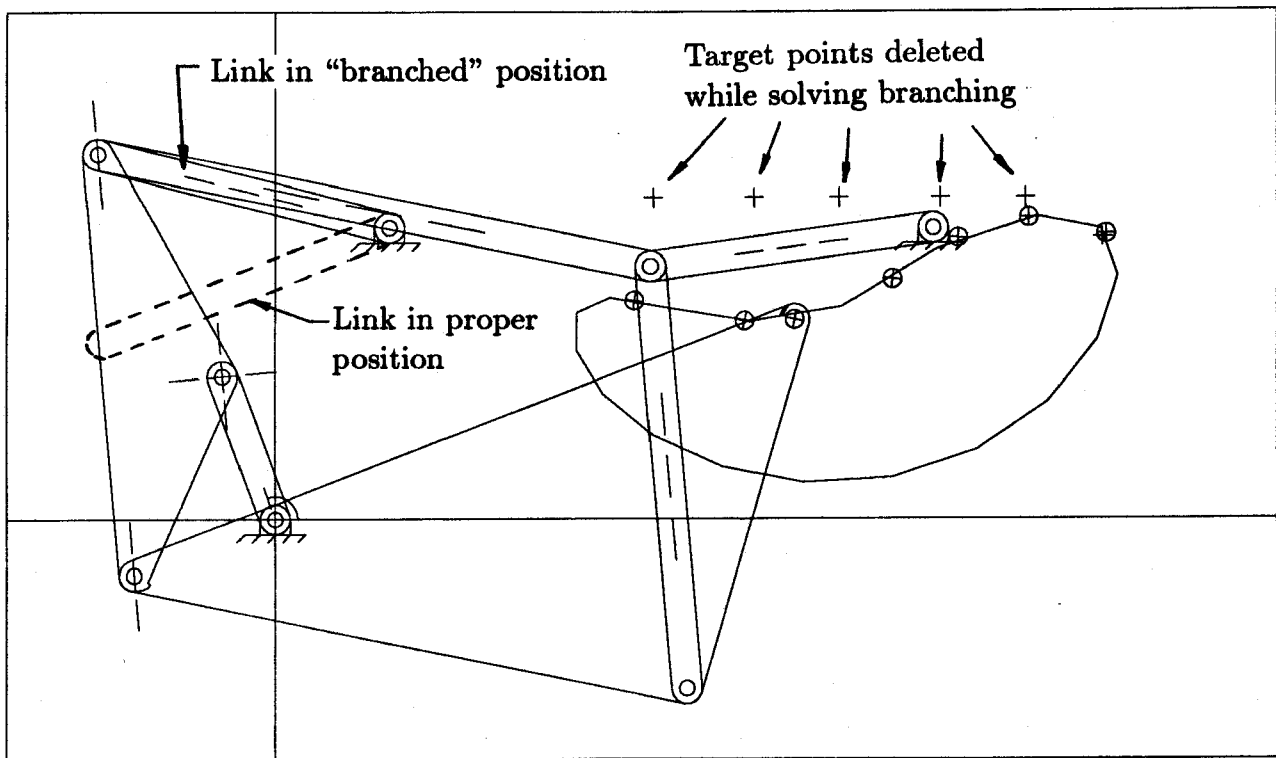 Link in “branched” position
Target points deleted
while solving branching
Link in proper
position